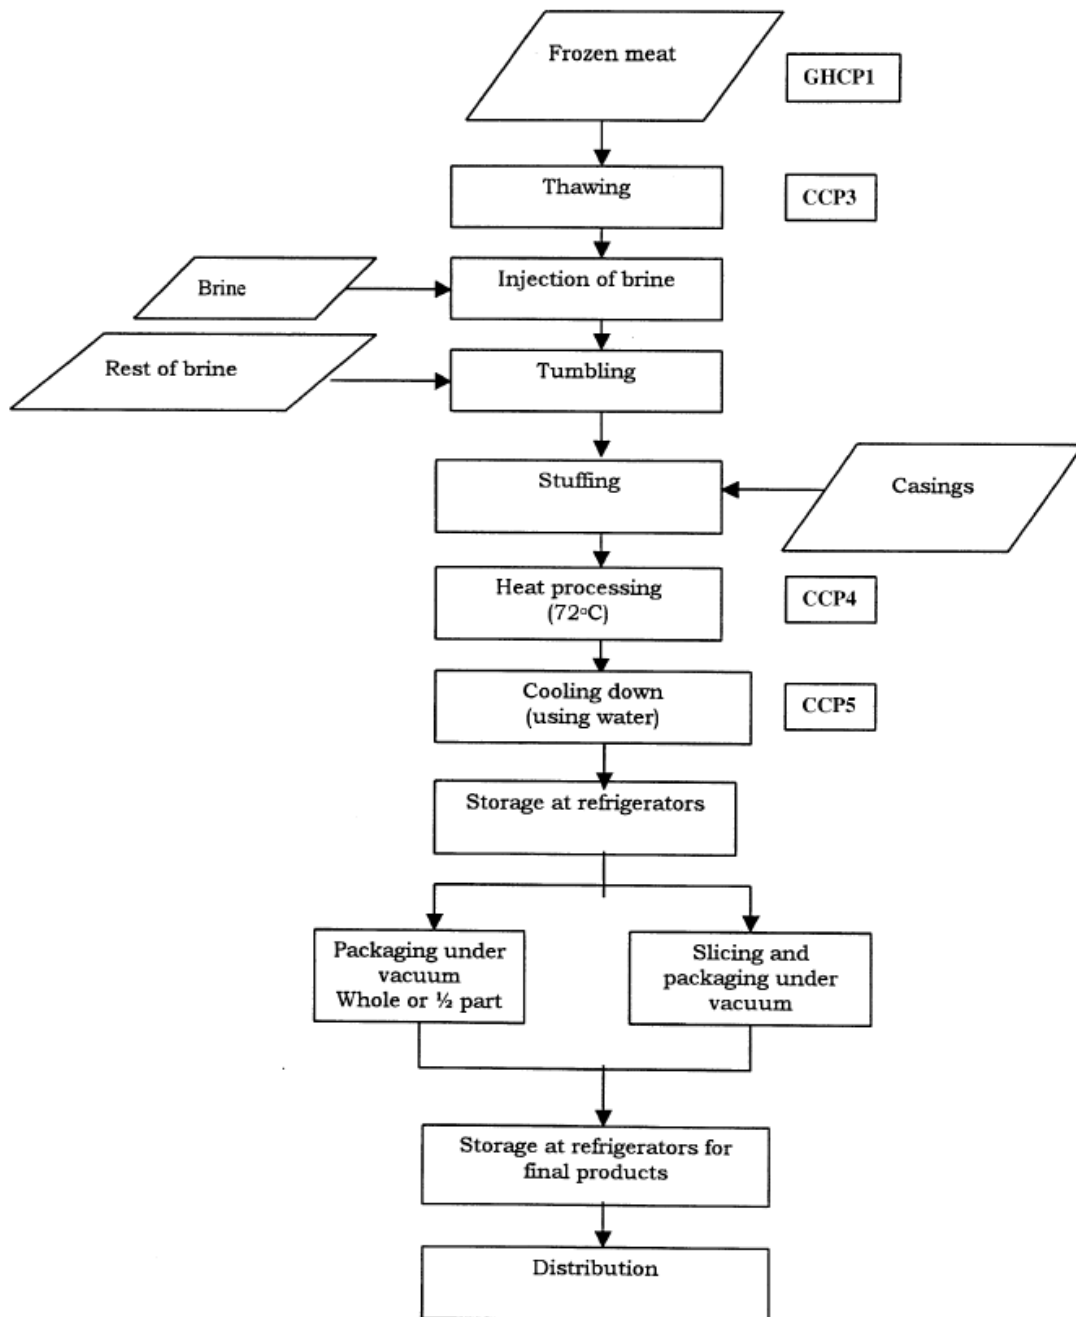 Frozen meat
GHCP1
Thawing
CCP3
Injection of brine
Brine
Tumbling
Rest of brine
Stuffing
Casings
Heat processing
(72°C)
CCP4
Cooling down
(using water)
CCP5
Storage at refrigerators
Packaging under
vacuum
Whole or ½ part
Slicing and
packaging under
vacuum
Storage at refrigerators for
final products
Distribution